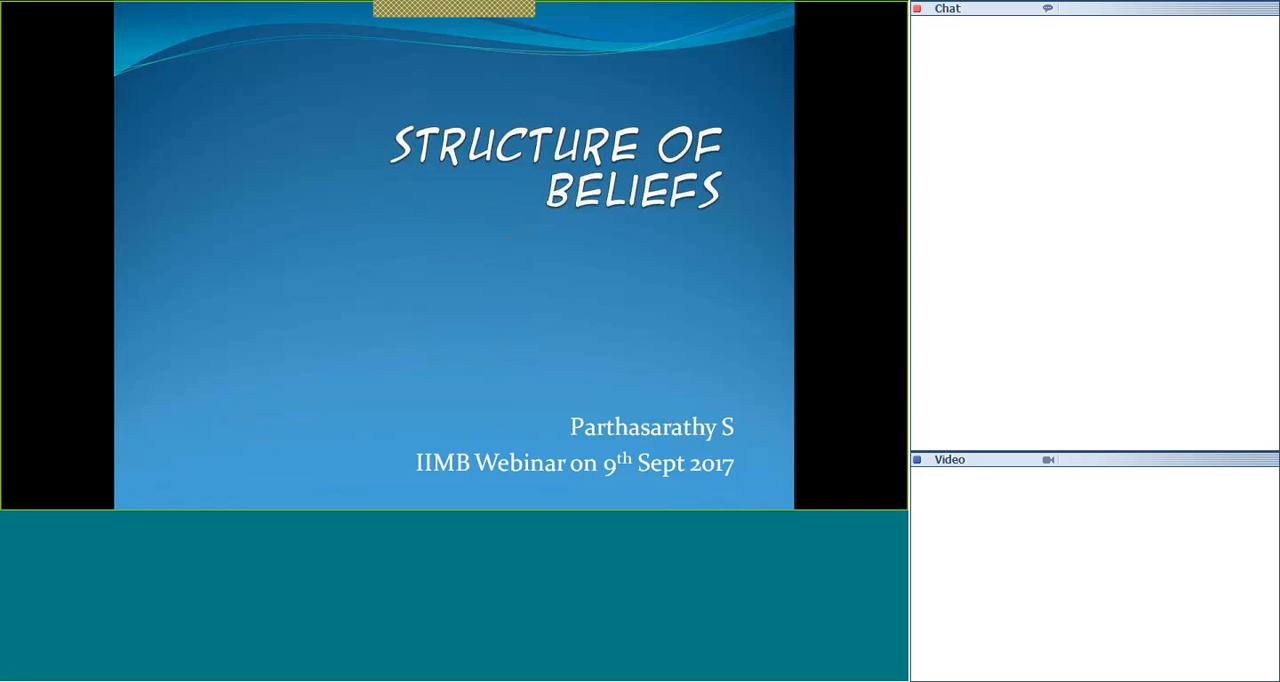 STRUCTURE OF
BELIEFS
Parthasarathy S
IIMB Webinar on 9th Sept 2017
Chat
Video